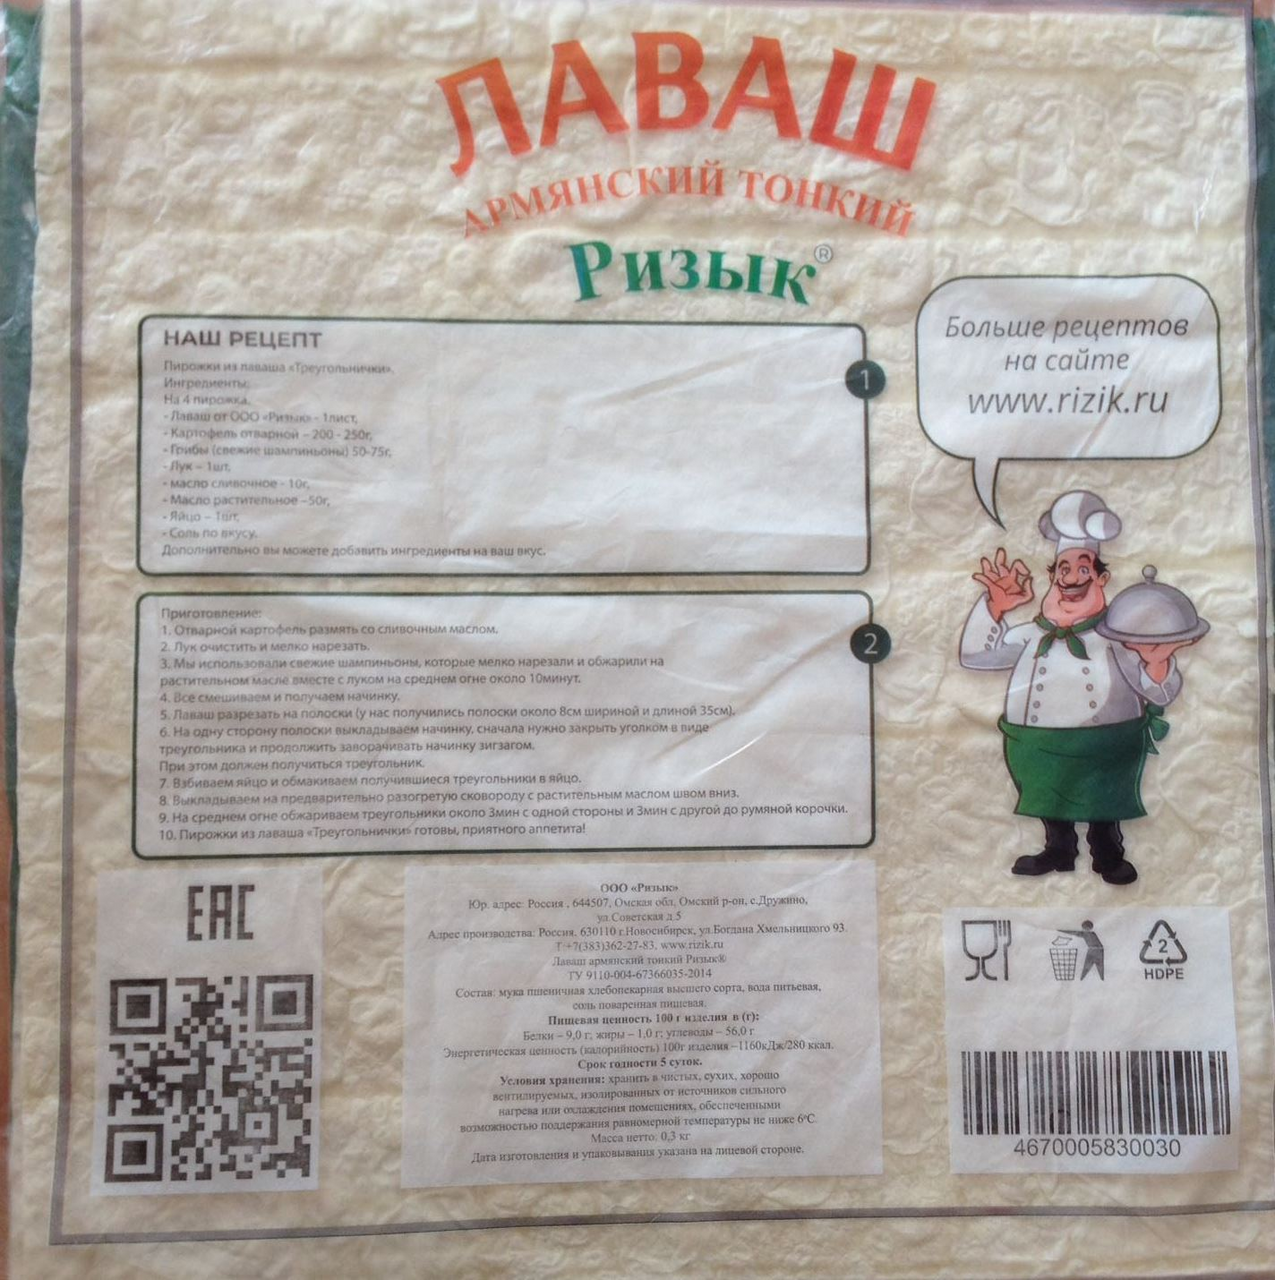 ЛАВАШ
АРМЯНСКИЙ ТОНКИЙ
Ризык®
НАШ РЕЦЕПТ
Пирожки из лаваша «Треугольнички».
Ингредиенты:
На 4 пирожка.
- Лаваш от ООО «Ризык» - 1лист,
- Картофель отварной – 200 - 250г,
- Грибы (свежие шампиньоны) 50-75г,
- Лук – 1шт,
- масло сливочное - 10г,
- Масло растительное –50г,
- Яйцо – 1шт,
- Соль по вкусу.
Дополнительно вы можете добавить ингредиенты на ваш вкус.
1
Больше рецептов
на сайте
www.rizik.ru
Приготовление:
1. Отварной картофель размять со сливочным маслом.
2. Лук очистить и мелко нарезать.
3. Мы использовали свежие шампиньоны, которые мелко нарезали и обжарили на
растительном масле вместе с луком на среднем огне около 10минут.
4. Все смешиваем и получаем начинку.
5. Лаваш разрезать на полоски (у нас получились полоски около 8см шириной и длиной 35см).
6. На одну сторону полоски выкладываем начинку, сначала нужно закрыть уголком в виде
треугольника и продолжить заворачивать начинку зигзагом.
При этом должен получиться треугольник.
7. Взбиваем яйцо и обмакиваем получившиеся треугольники в яйцо.
8. Выкладываем на предварительно разогретую сковороду с растительным маслом швом вниз.
9. На среднем огне обжариваем треугольники около 3мин с одной стороны и 3мин с другой до румяной корочки.
10. Пирожки из лаваша «Треугольнички» готовы, приятного аппетита!
2
EAC
ООО «Ризык»
Юр. адрес: Россия , 644507, Омская обл, Омский р-он, с.Дружино,
ул.Советская д.5
Адрес производства: Россия, 630110 г.Новосибирск, ул.Богдана Хмельницкого 93.
Т +7(383)362-27-83, www.rizik.ru
Лаваш армянский тонкий Ризык®
ТУ 9110-004-67366035-2014
Состав: мука пшеничная хлебопекарная высшего сорта, вода питьевая,
соль поваренная пищевая.
Пищевая ценность 100 г изделия в (г):
Белки – 9,0 г; жиры – 1,0 г; углеводы – 56,0 г
Энергетическая ценность (калорийность) 100г изделия –1160кДж/280 ккал.
Срок годности 5 суток.
Условия хранения: хранить в чистых, сухих, хорошо
вентилируемых, изолированных от источников сильного
нагрева или охлаждения помещениях, обеспеченными
возможностью поддержания равномерной температуры не ниже 6°С.
Масса нетто: 0,3 кг
Дата изготовления и упаковывания указана на лицевой стороне.
2
HDPE
4670005830030